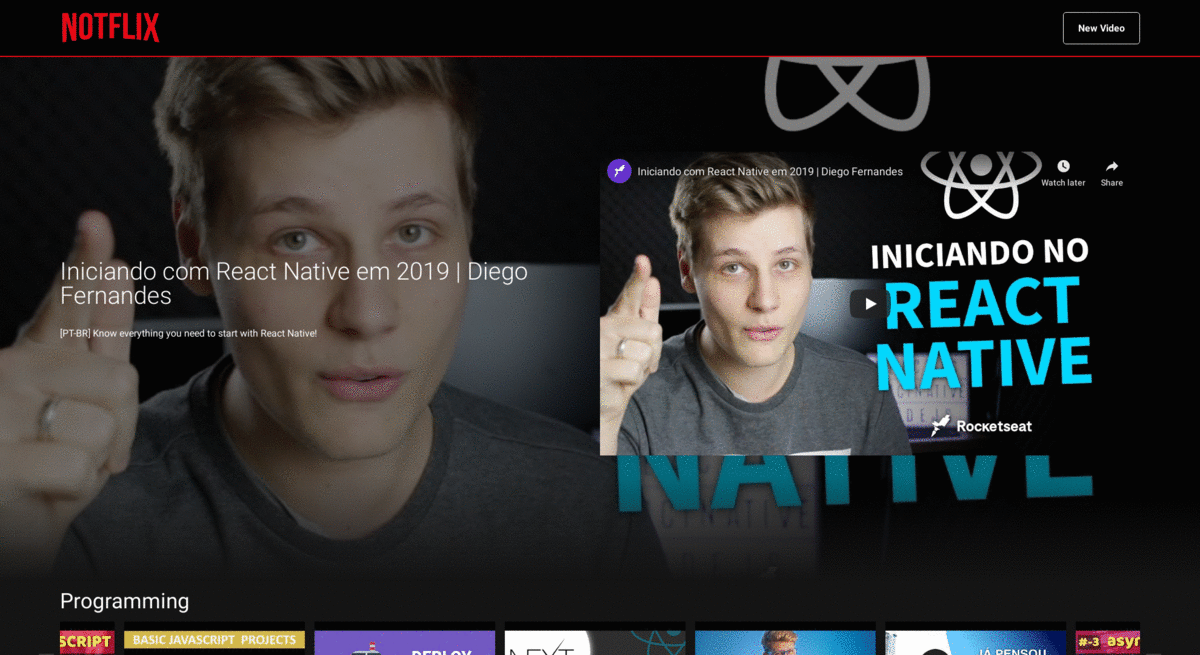 NOTFLIX
New Video
Iniciando com React Native em 2019 | Diego Fernandes
Watch later
Share
INICIANDO NO
REACT
NATIVE
Rocketseat
Iniciando com React Native em 2019 | Diego
Fernandes
[PT-BR] Know everything you need to start with React Native!
NATIVE
Programming
SCRIPT
BASIC JAVASCRIPT PROJECTS
DEPLOY
NEXT
JÁ PENSOU
#-3 asyn